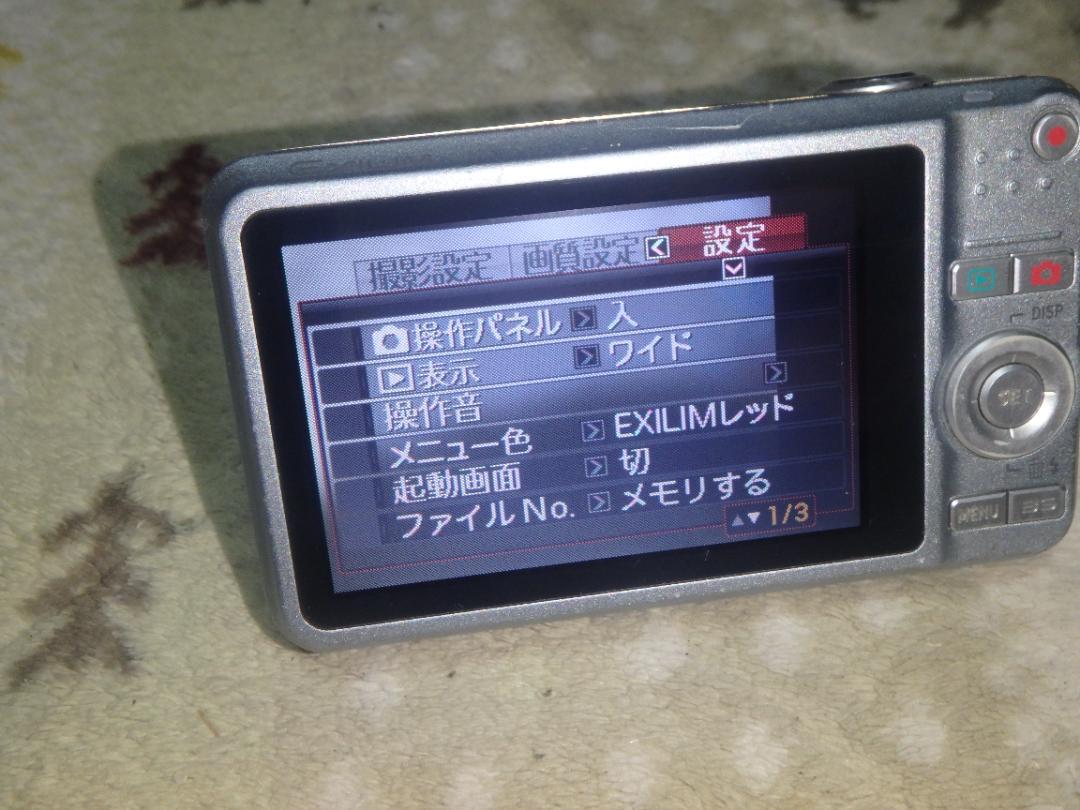 撮影設定 画質設定 設定
操作パネル 入
表示 ワイド
操作音
メニュー色 EXILIMレッド
起動画面 切
ファイルNo. メモリする
▲▼1/3
DISP
SET
MENU